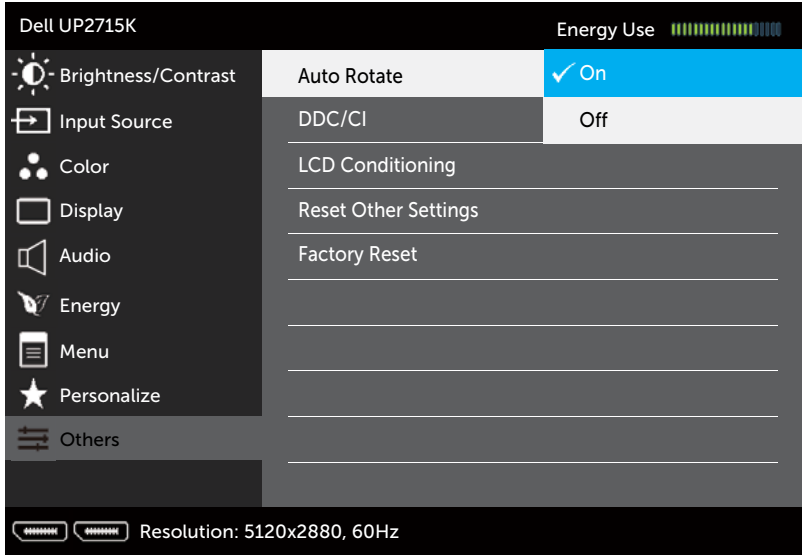 Dell UP2715K
Energy Use
Brightness/Contrast
Auto Rotate
On
Input Source
DDC/CI
Off
Color
LCD Conditioning
Display
Reset Other Settings
Audio
Factory Reset
Energy
Menu
Personalize
Others
Resolution: 5120x2880, 60Hz